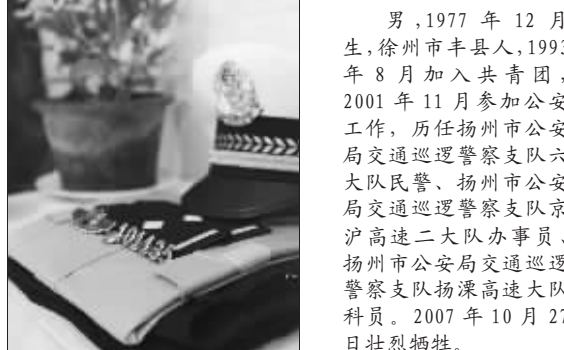 男,1977 年 12 月
生,徐州市丰县人,1993
年 8 月加入共青团,
2001 年 11 月参加公安
工作, 历任扬州市公安
局交通巡逻警察支队六
大队民警、扬州市公安
局交通巡逻警察支队京
沪高速二大队办事员、
扬州市公安局交通巡逻
警察支队扬溧高速大队
科员。2007 年 10 月 27
日壮烈牺牲。